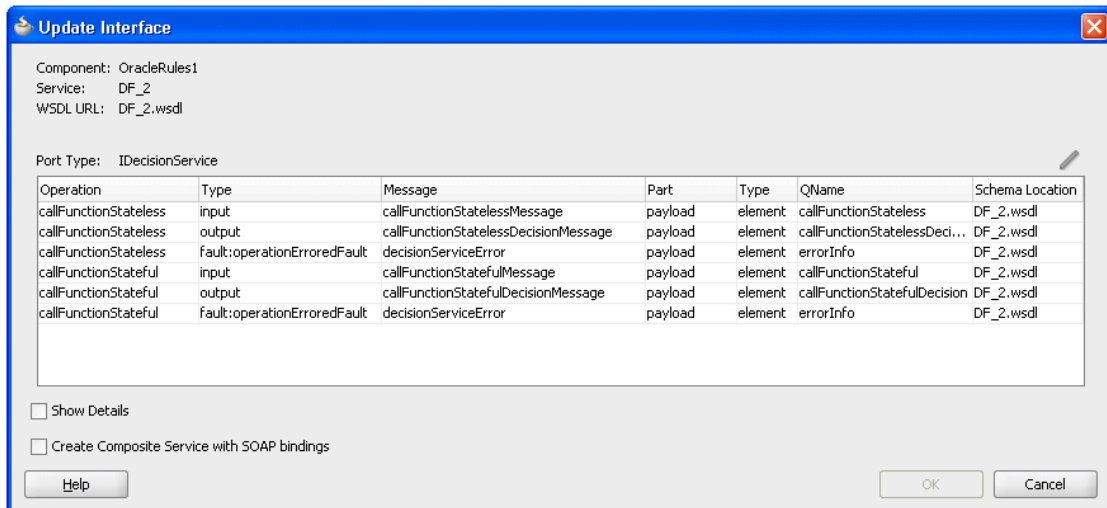 Update Interface
Component: OracleRules1
Service: DF_2
WSDL URL: DF_2.wsdl
Port Type: IDecisionService
Operation Type Message Part Type QName Schema Location
callFunctionStateless input callFunctionStatelessMessage payload element callFunctionStateless DF_2.wsdl
callFunctionStateless output callFunctionStatelessDecisionMessage payload element callFunctionStatelessDeci... DF_2.wsdl
callFunctionStateless fault:operationErroredFault decisionServiceError payload element errorInfo DF_2.wsdl
callFunctionStateful input callFunctionStatefulMessage payload element callFunctionStateful DF_2.wsdl
callFunctionStateful output callFunctionStatefulDecisionMessage payload element callFunctionStatefulDecision DF_2.wsdl
callFunctionStateful fault:operationErroredFault decisionServiceError payload element errorInfo DF_2.wsdl
Show Details
Create Composite Service with SOAP bindings
Help OK Cancel